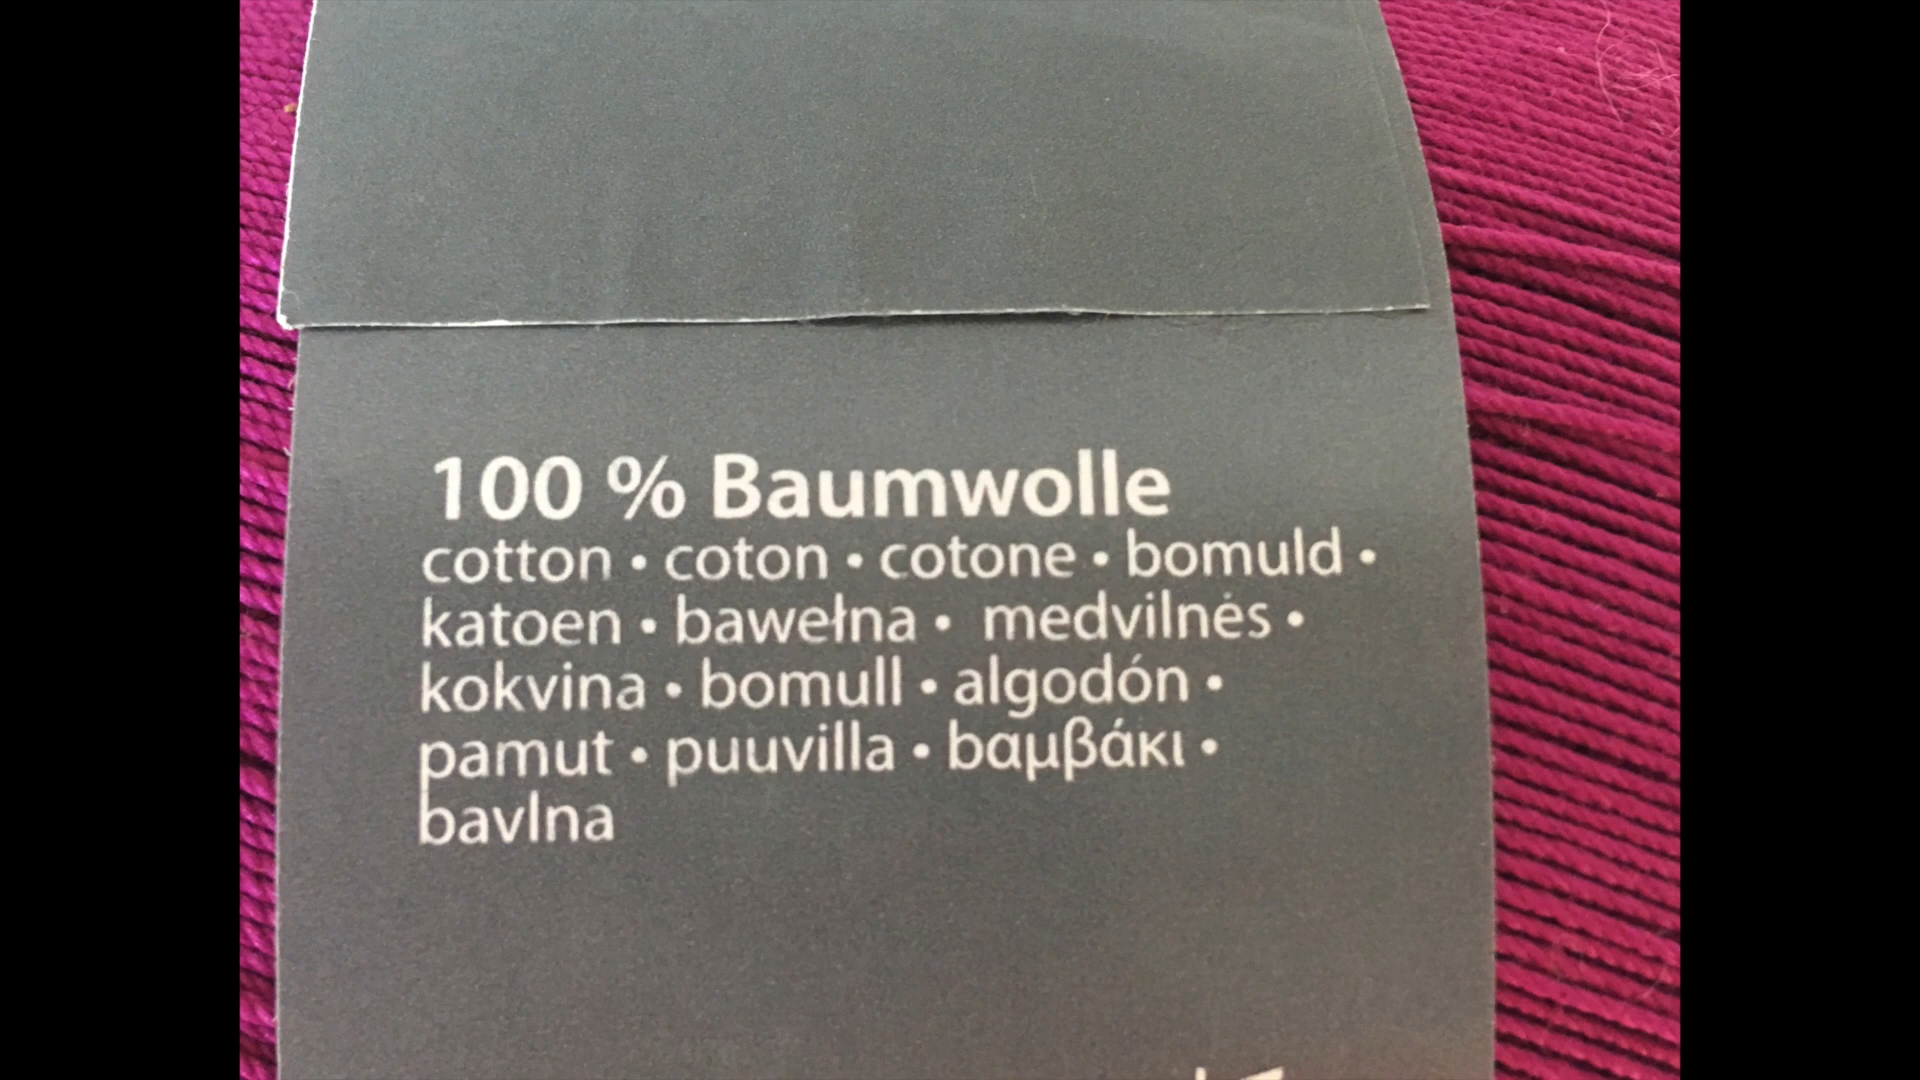 100 % Baumwolle
cotton • coton • cotone • bomuld •
katoen • bawełna • medvilnės •
kokvina • bomull • algodón •
pamut • puuvilla • βαμβάκι •
bavlna